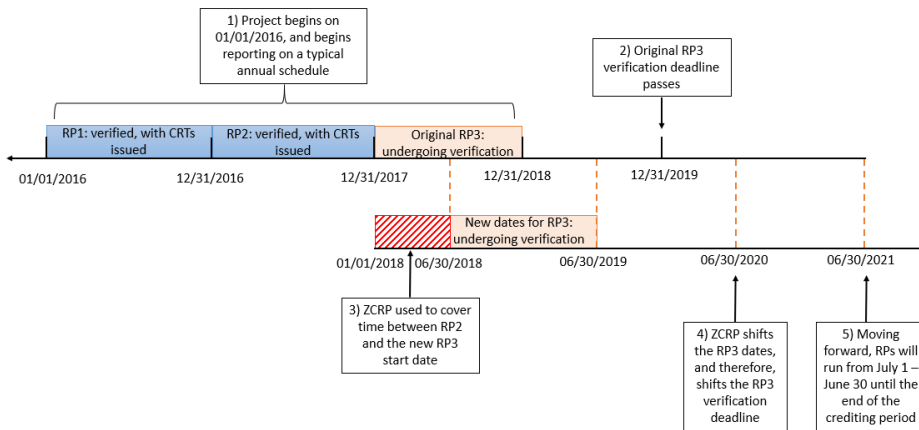 1) Project begins on
01/01/2016, and begins
reporting on a typical
annual schedule
2) Original RP3
verification deadline
passes
RP1: verified, with CRTs
issued
RP2: verified, with CRTs
issued
Original RP3:
undergoing verification
01/01/2016
12/31/2016
12/31/2017
12/31/2018
12/31/2019
New dates for RP3:
undergoing verification
01/01/2018
06/30/2018
06/30/2019
06/30/2020
06/30/2021
3) ZCRP used to cover
time between RP2
and the new RP3
start date
4) ZCRP shifts
the RP3 dates,
and therefore,
shifts the RP3
verification
deadline
5) Moving
forward, RPs will
run from July 1 –
June 30 until the
end of the
crediting period